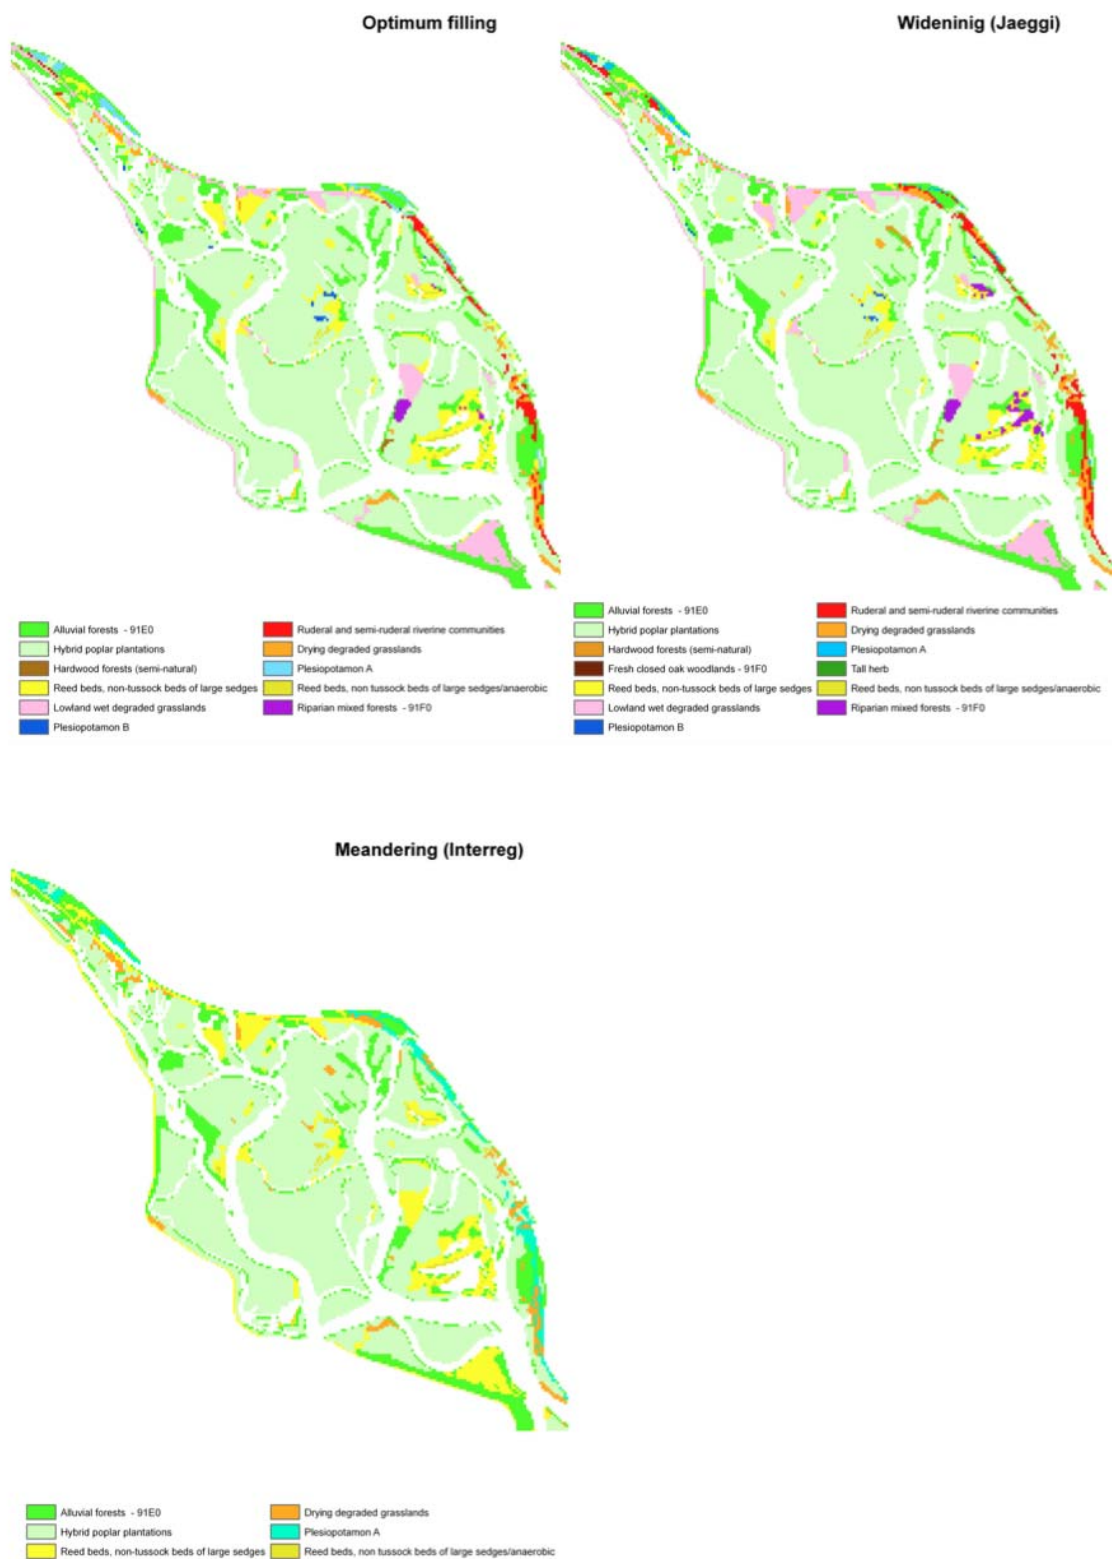 Optimum filling
Wideninig (Jaeggi)
Alluvial forests - 91E0
Hybrid poplar plantations
Hardwood forests (semi-natural)
Reed beds, non-tussock beds of large sedges
Lowland wet degraded grasslands
Plesiopotamon B
Ruderal and semi-ruderal riverine communities
Drying degraded grasslands
Plesiopotamon A
Reed beds, non tussock beds of large sedges/anaerobic
Riparian mixed forests - 91F0
Alluvial forests - 91E0
Hybrid poplar plantations
Hardwood forests (semi-natural)
Fresh closed oak woodlands - 91F0
Reed beds, non-tussock beds of large sedges
Lowland wet degraded grasslands
Plesiopotamon B
Ruderal and semi-ruderal riverine communities
Drying degraded grasslands
Plesiopotamon A
Tall herb
Reed beds, non tussock beds of large sedges/anaerobic
Riparian mixed forests - 91F0
Meandering (Interreg)
Alluvial forests - 91E0
Hybrid poplar plantations
Reed beds, non-tussock beds of large sedges
Drying degraded grasslands
Plesiopotamon A
Reed beds, non tussock beds of large sedges/anaerobic